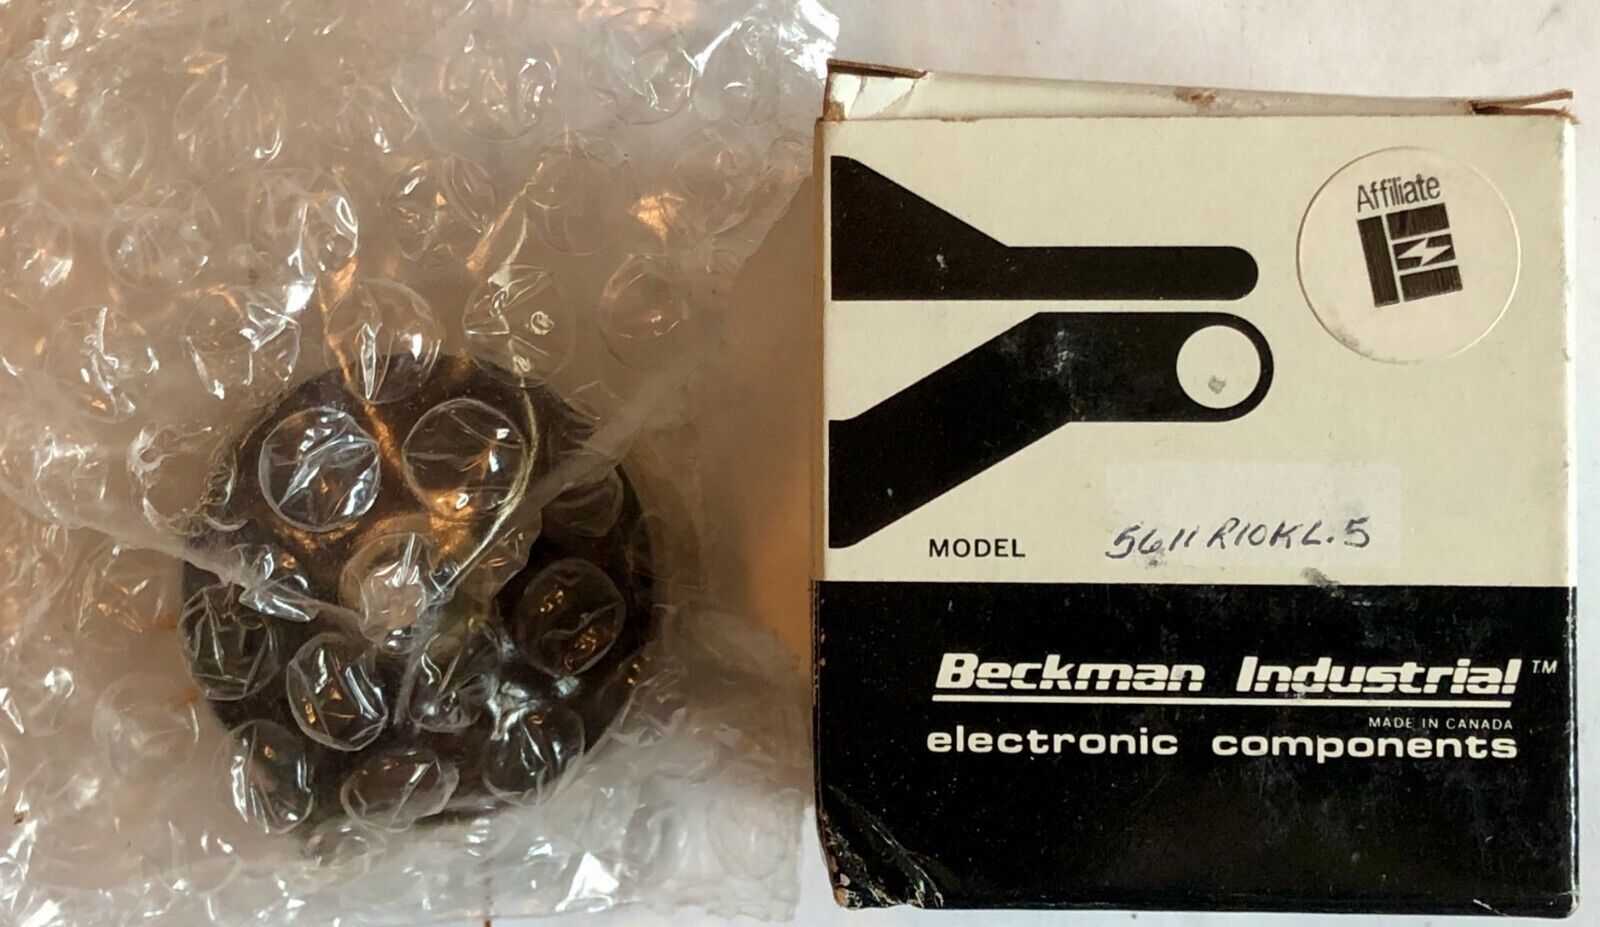 Affiliate
MODEL 5611R10KL.5
Beckman Industrial™
MADE IN CANADA
electronic components